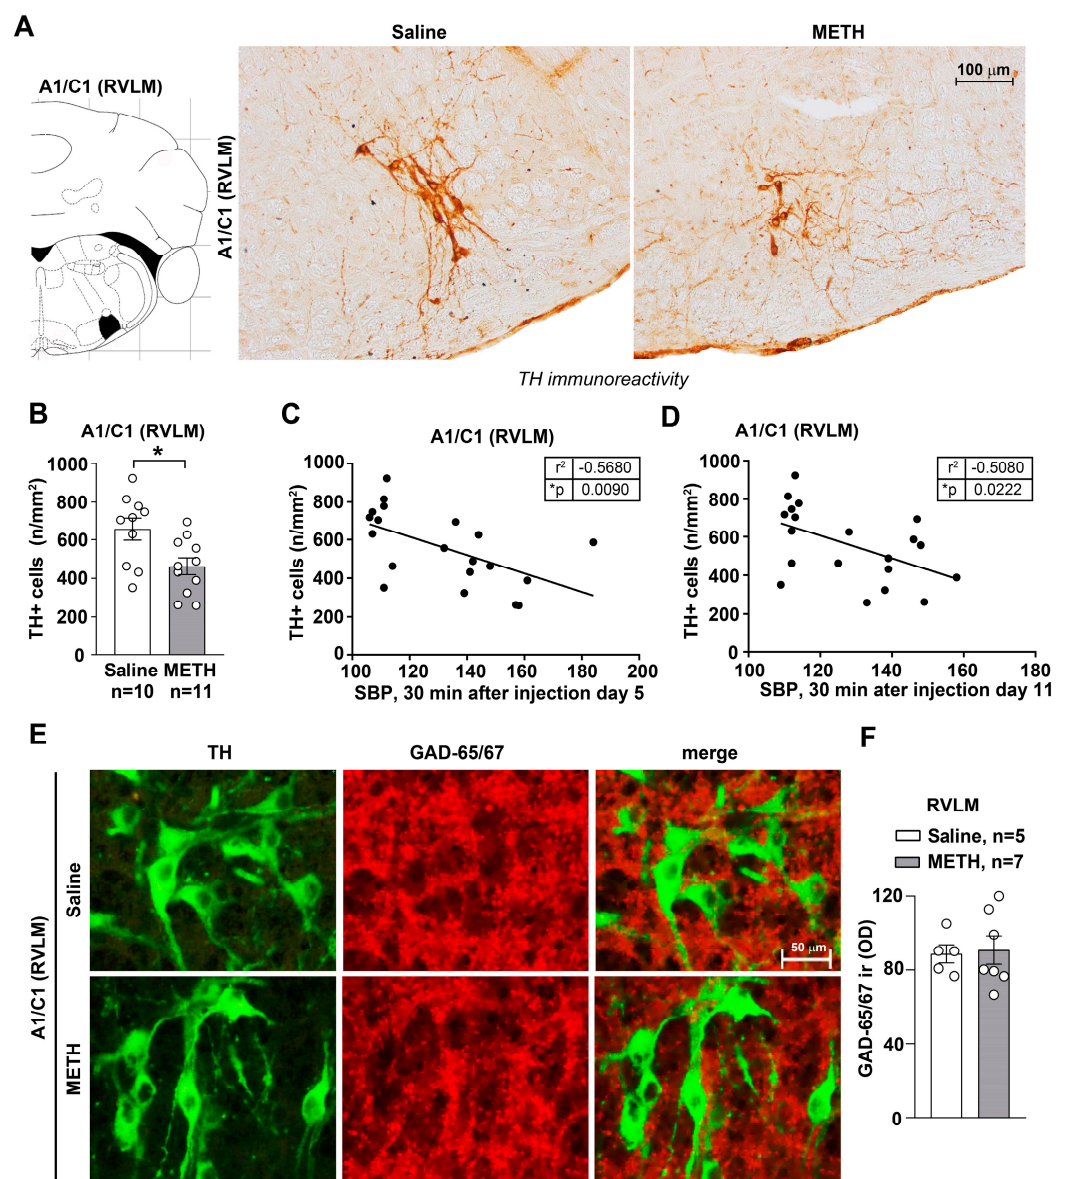 A
Saline
METH
A1/C1 (RVLM)
A1/C1 (RVLM)
100 µm
TH immunoreactivity
B
A1/C1 (RVLM)
*
TH+ cells (n/mm²)
1000
800
600
400
200
0
Saline METH
n=10 n=11
C
A1/C1 (RVLM)
r² -0.5680
*p 0.0090
TH+ cells (n/mm²)
1000
800
600
400
200
0
100 120 140 160 180 200
SBP, 30 min after injection day 5
D
A1/C1 (RVLM)
r² -0.5080
*p 0.0222
TH+ cells (n/mm²)
1000
800
600
400
200
0
100 120 140 160 180
SBP, 30 min ater injection day 11
E
TH
GAD-65/67
merge
A1/C1 (RVLM)
Saline
50 µm
METH
F
RVLM
Saline, n=5
METH, n=7
GAD-65/67 ir (OD)
120
80
40
0